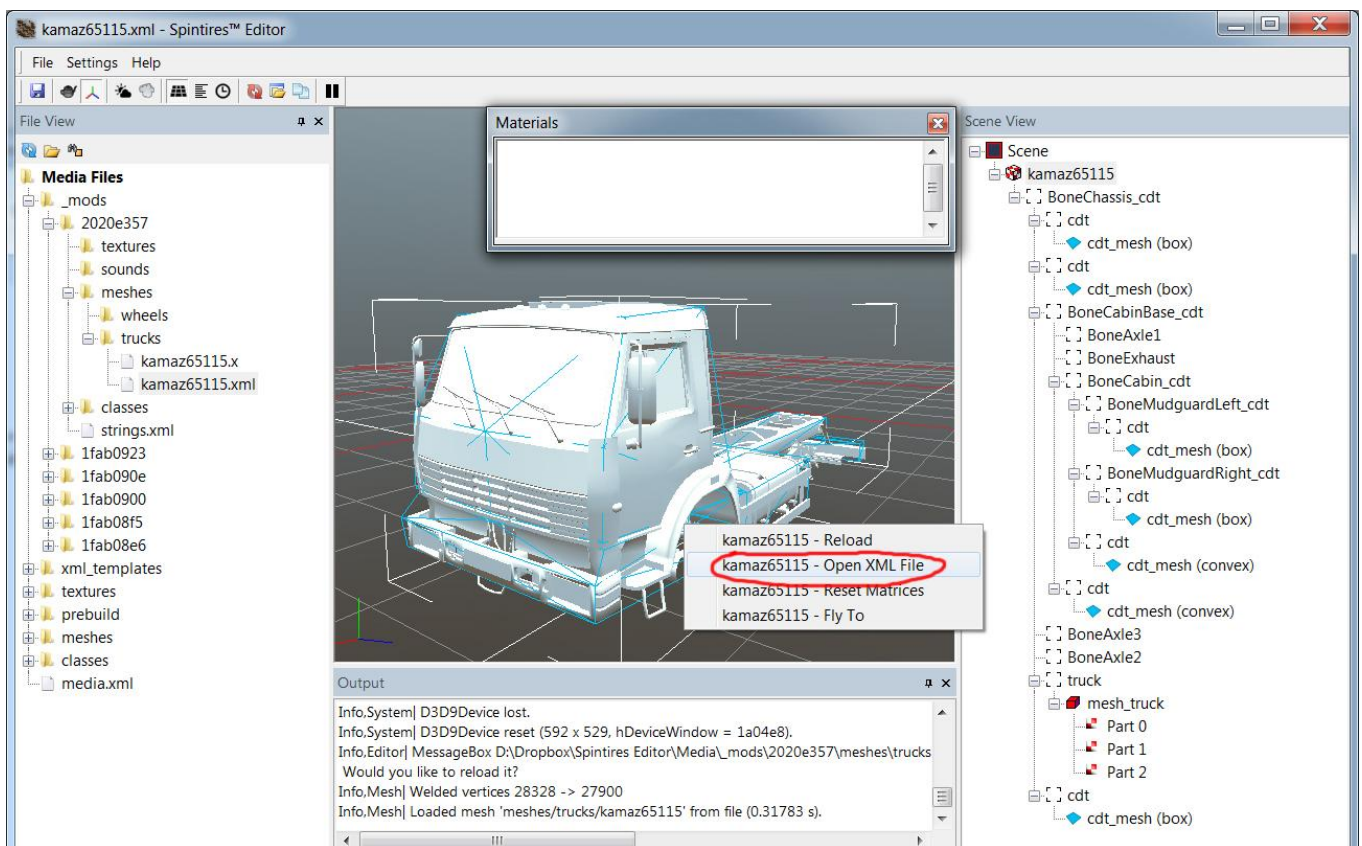 kamaz65115.xml - Spintires™ Editor
File Settings Help
File View
Media Files
_mods
2020e357
textures
sounds
meshes
wheels
trucks
kamaz65115.x
kamaz65115.xml
classes
strings.xml
1fab0923
1fab090e
1fab0900
1fab08f5
1fab08e6
xml_templates
textures
prebuild
meshes
classes
media.xml
Materials
kamaz65115 - Reload
kamaz65115 - Open XML File
kamaz65115 - Reset Matrices
kamaz65115 - Fly To
Output
Info,System| D3D9Device lost.
Info,System| D3D9Device reset (592 x 529, hDeviceWindow = 1a04e8).
Info,Editor| MessageBox D:\Dropbox\Spintires Editor\Media\_mods\2020e357\meshes\trucks
Would you like to reload it?
Info,Mesh| Welded vertices 28328 -> 27900
Info,Mesh| Loaded mesh 'meshes/trucks/kamaz65115' from file (0.31783 s).
Scene View
Scene
kamaz65115
BoneChassis_cdt
cdt
cdt_mesh (box)
cdt
cdt_mesh (box)
BoneCabinBase_cdt
BoneAxle1
BoneExhaust
BoneCabin_cdt
BoneMudguardLeft_cdt
cdt
cdt_mesh (box)
BoneMudguardRight_cdt
cdt
cdt_mesh (box)
cdt
cdt_mesh (convex)
cdt
cdt_mesh (convex)
BoneAxle3
BoneAxle2
truck
mesh_truck
Part 0
Part 1
Part 2
cdt
cdt_mesh (box)